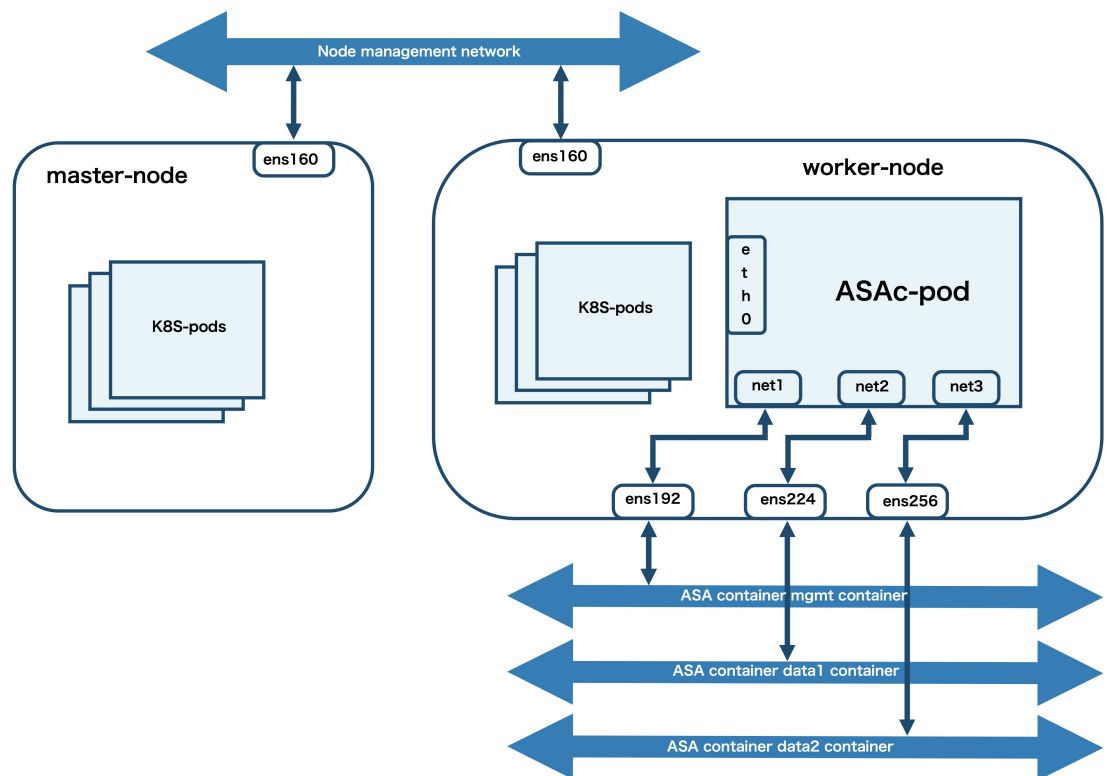 Node management network
ens160
ens160
master-node
worker-node
K8S-pods
K8S-pods
e
t
h
0
ASAc-pod
net1
net2
net3
ens192
ens224
ens256
ASA container mgmt container
ASA container data1 container
ASA container data2 container